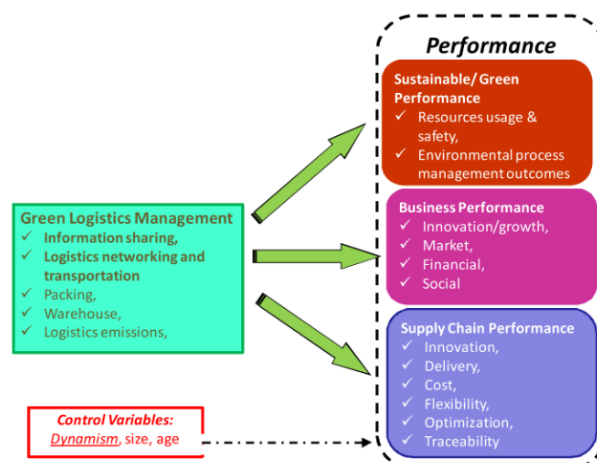 Performance
Sustainable/ Green
Performance
✓ Resources usage &
safety,
✓ Environmental process
management outcomes
Green Logistics Management
✓ Information sharing,
✓ Logistics networking and
transportation
✓ Packing,
✓ Warehouse,
✓ Logistics emissions,
Business Performance
✓ Innovation/growth,
✓ Market,
✓ Financial,
✓ Social
Supply Chain Performance
✓ Innovation,
✓ Delivery,
✓ Cost,
✓ Flexibility,
✓ Optimization,
✓ Traceability
Control Variables:
Dynamism, size, age